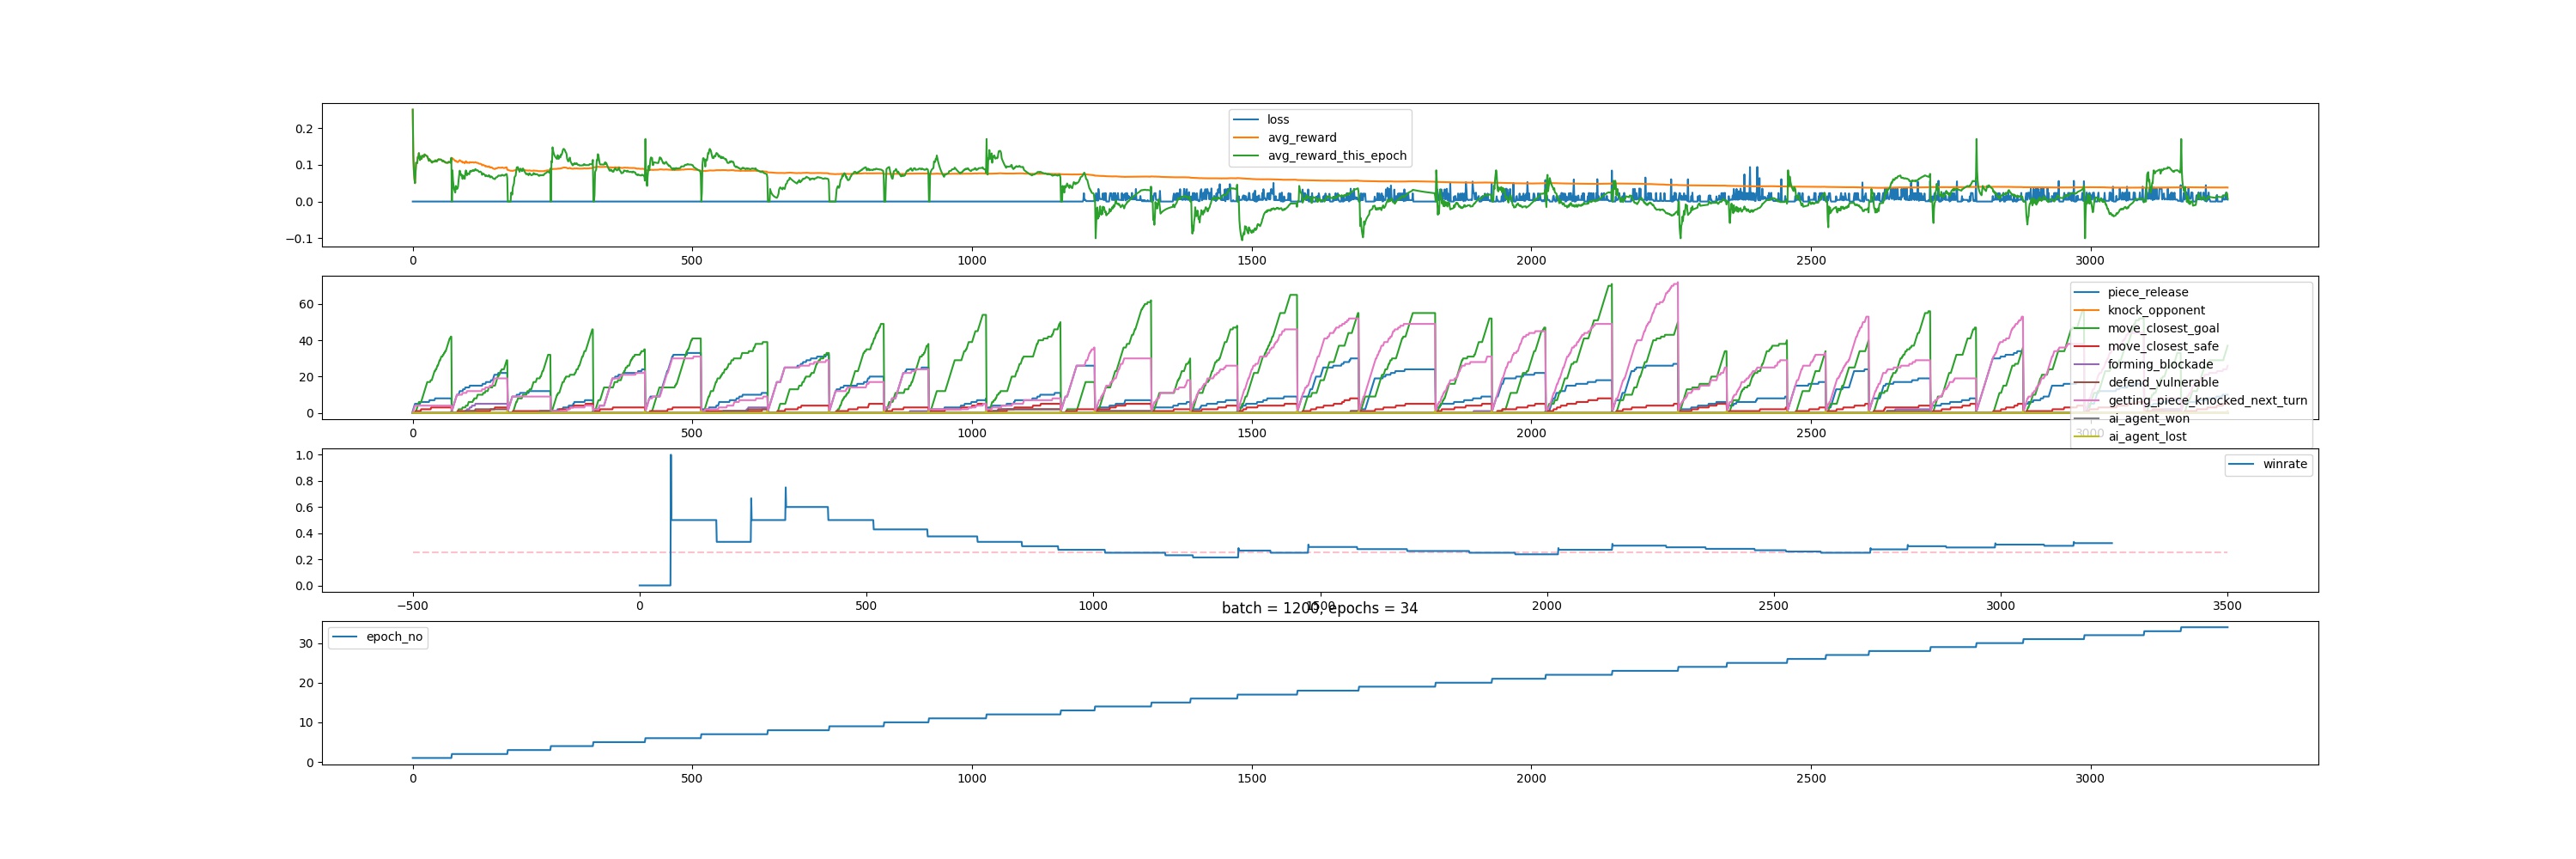 0.2
0.1
0.0
−0.1
loss
avg_reward
avg_reward_this_epoch
0 500 1000 1500 2000 2500 3000
60
40
20
0
piece_release
knock_opponent
move_closest_goal
move_closest_safe
forming_blockade
defend_vulnerable
getting_piece_knocked_next_turn
ai_agent_won
ai_agent_lost
0 500 1000 1500 2000 2500 3000
1.0
0.8
0.6
0.4
0.2
0.0
winrate
−500 0 500 1000 1500 2000 2500 3000 3500
batch = 1200, epochs = 34
30
20
10
0
epoch_no
0 500 1000 1500 2000 2500 3000